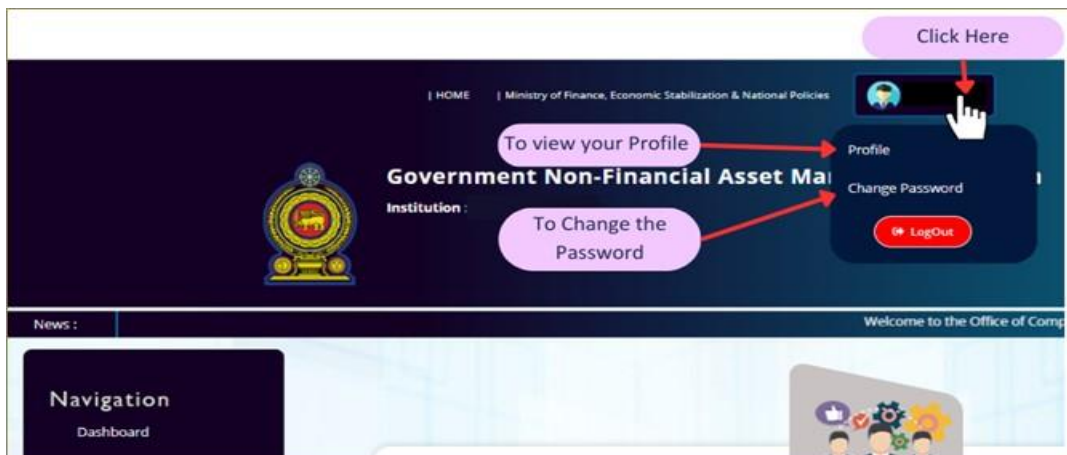 Click Here
| HOME | Ministry of Finance, Economic Stabilization & National Policies
To view your Profile
Profile
Government Non-Financial Asset Ma
Change Password
Institution :
To Change the
Password
LogOut
News :
Welcome to the Office of Comp
Navigation
Dashboard